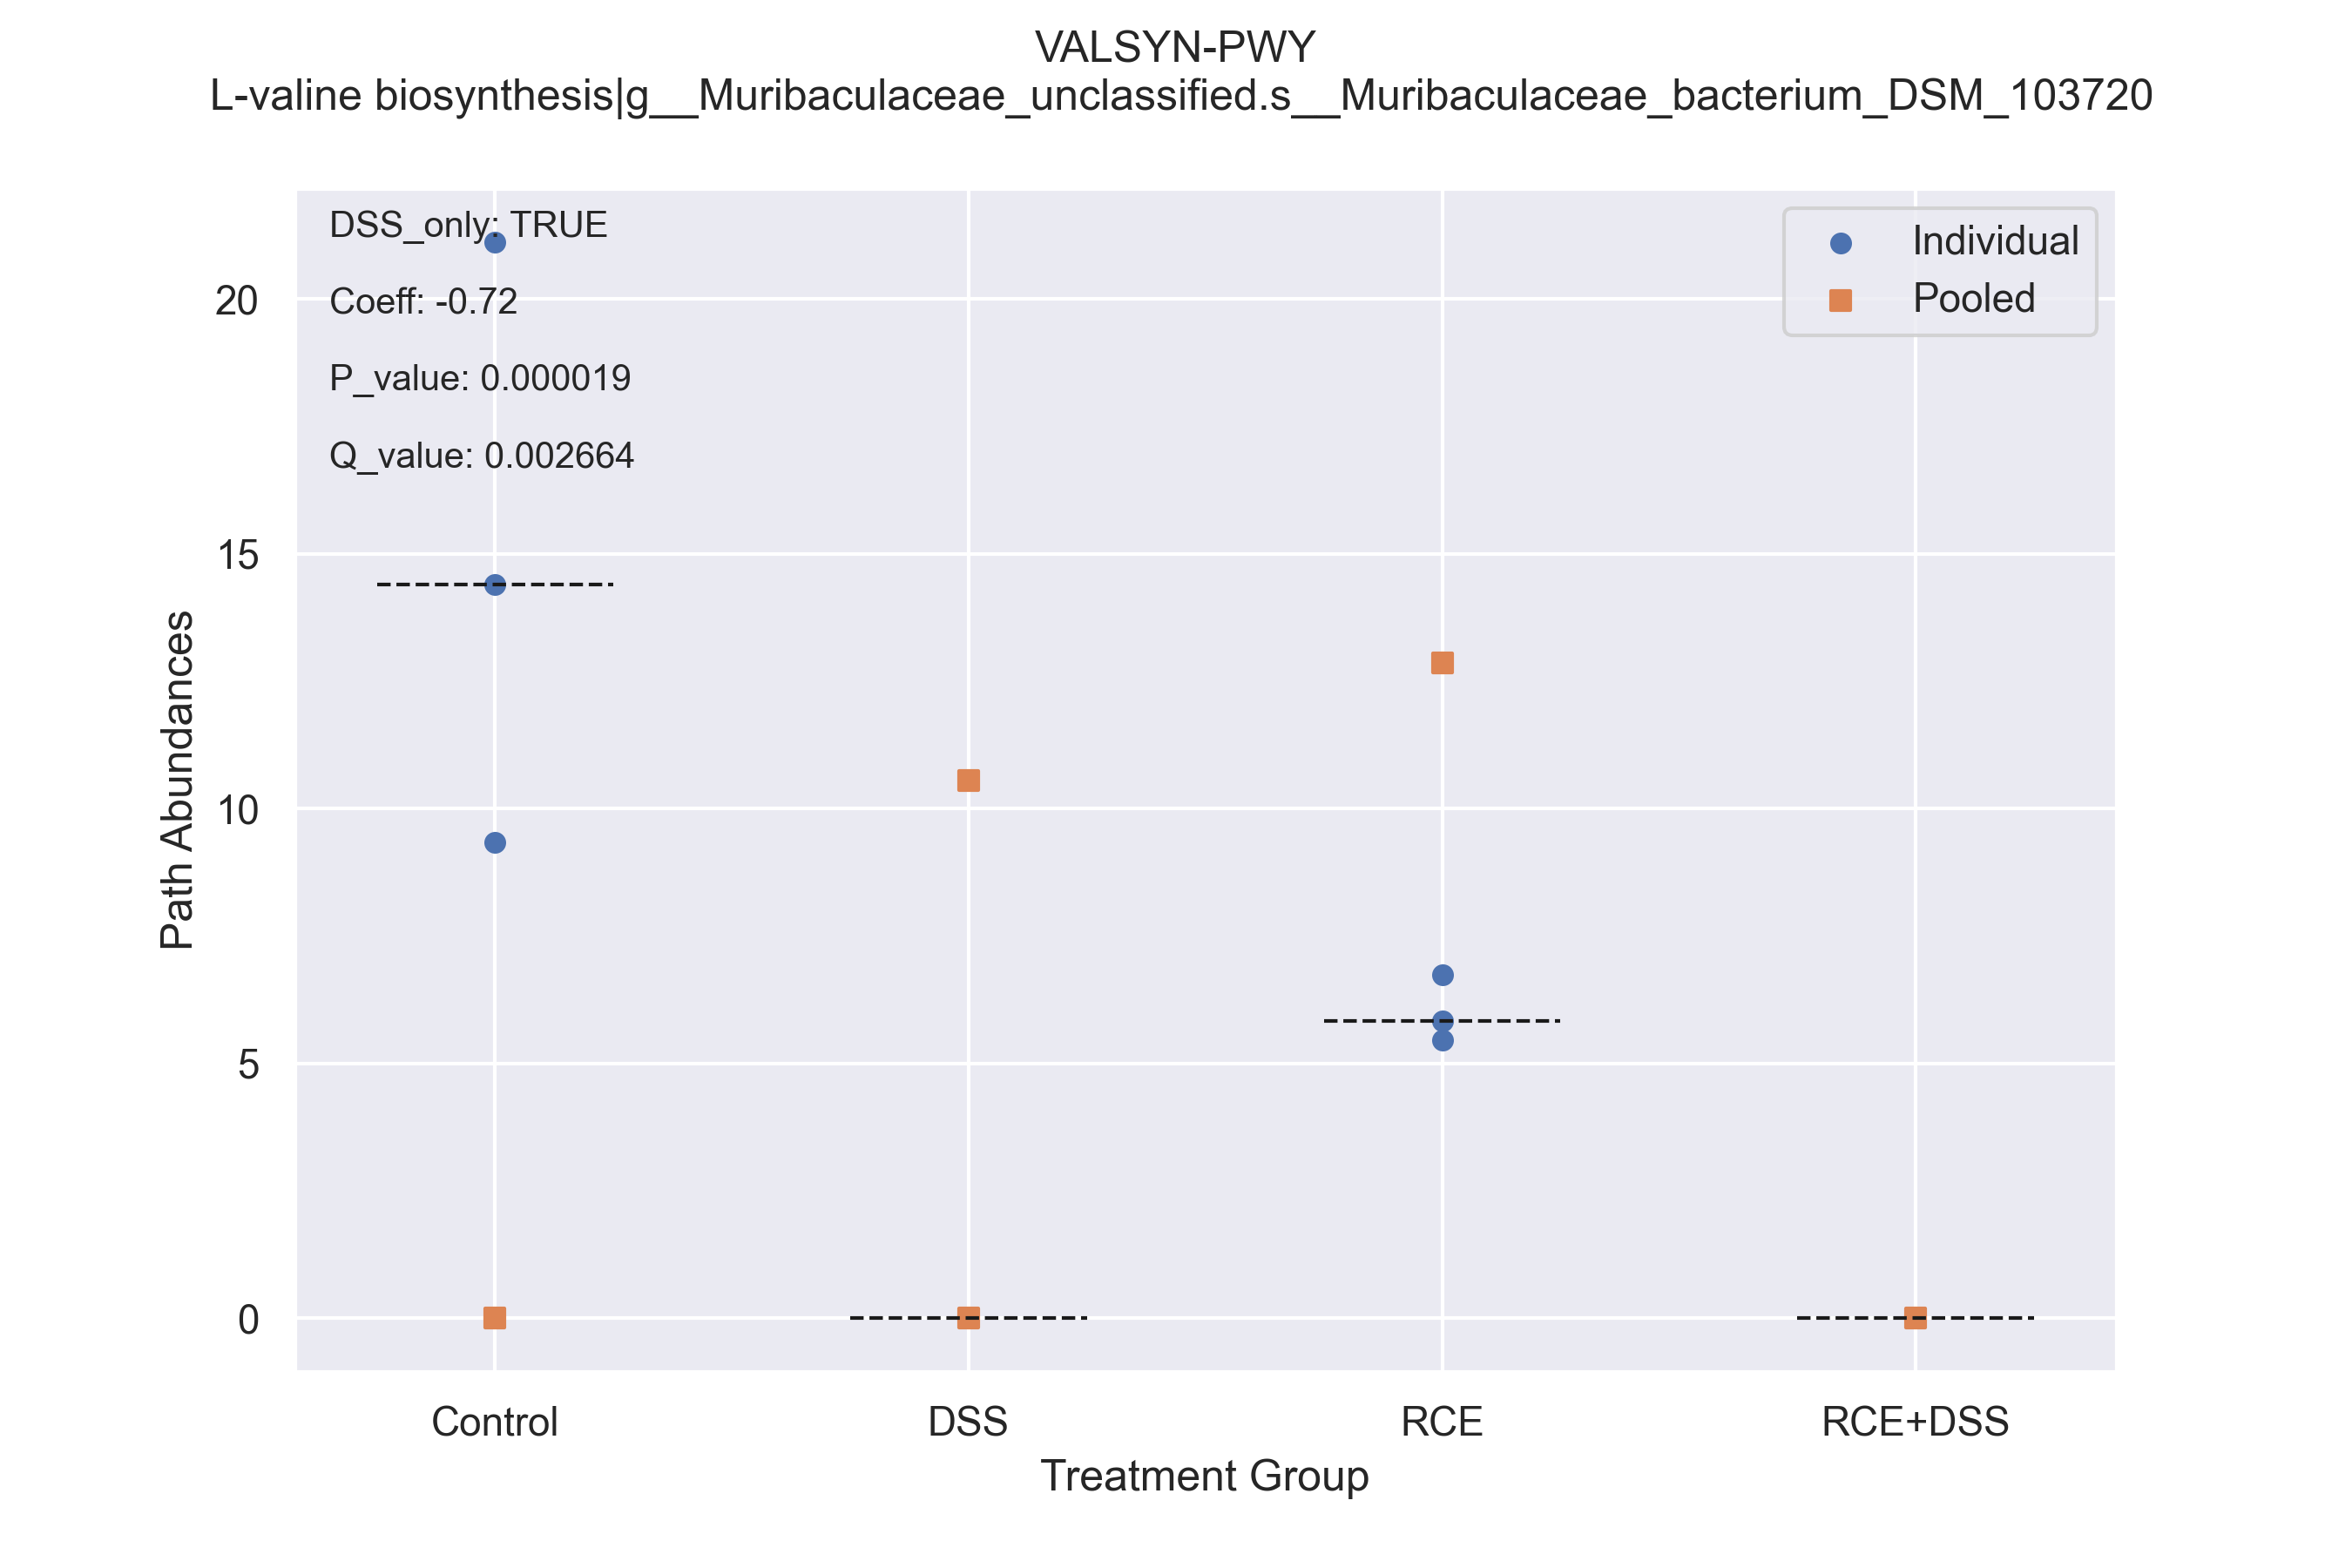 VALSYN-PWY
L-valine biosynthesis|g__Muribaculaceae_unclassified.s__Muribaculaceae_bacterium_DSM_103720
DSS_only: TRUE
Coeff: -0.72
P_value: 0.000019
Q_value: 0.002664
Individual
Pooled
20
15
10
5
0
Path Abundances
Control
DSS
RCE
RCE+DSS
Treatment Group